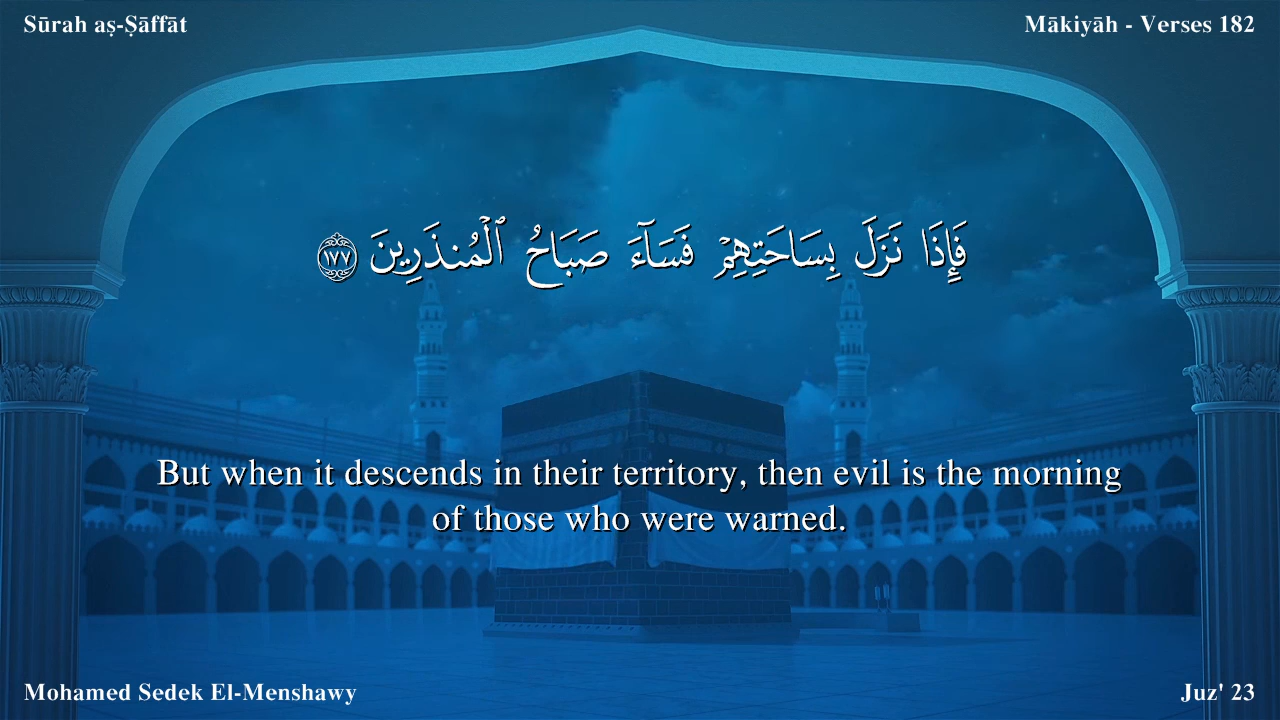 Sūrah aṣ-Ṣāffāt
Mākiyāh - Verses 182
فَإِذَا نَزَلَ بِسَاحَتِهِمْ فَسَآءَ صَبَاحُ ٱلْمُنذَرِينَ ١٧٧
But when it descends in their territory, then evil is the morning
of those who were warned.
Mohamed Sedek El-Menshawy
Juz' 23